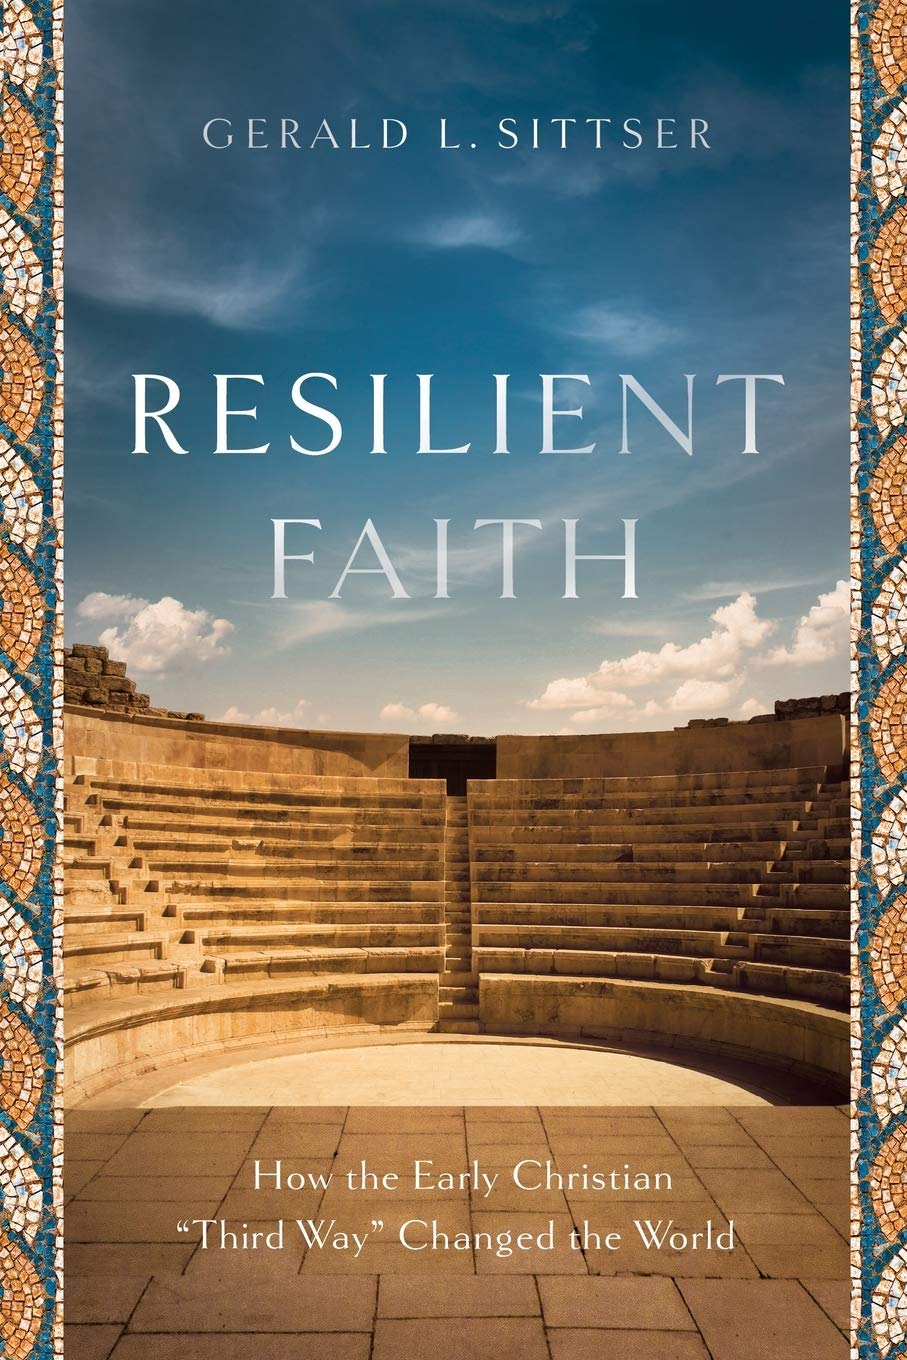 GERALD L. SITTSER
RESILIENT
FAITH
How the Early Christian
“Third Way” Changed the World